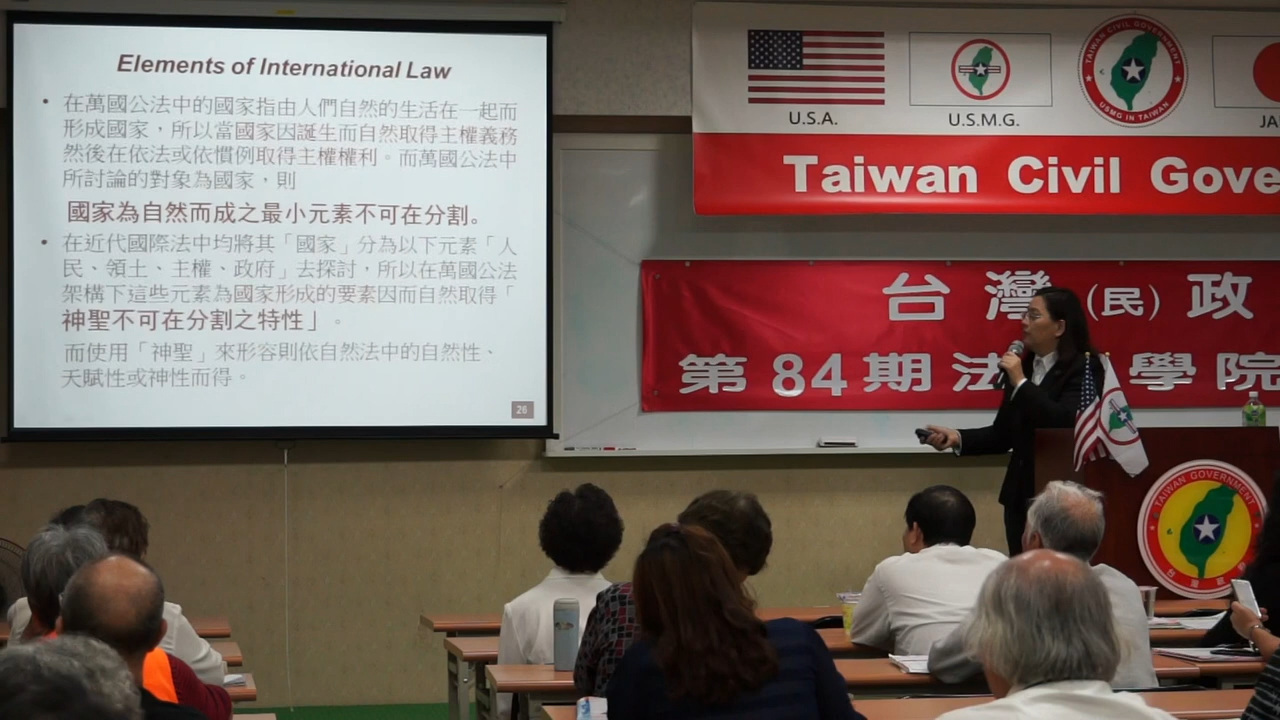 Elements of International Law
• 在萬國公法中的國家指由人們自然的生活在一起而
形成國家，所以當國家因誕生而自然取得主權義務
然後在依法或依慣例取得主權權利。而萬國公法中
所討論的對象為國家，則
國家為自然而成之最小元素不可在分割。
• 在近代國際法中均將其「國家」分為以下元素「人
民、領土、主權、政府」去探討，所以在萬國公法
架構下這些元素為國家形成的要素因而自然取得「
神聖不可在分割之特性」。
而使用「神聖」來形容則依自然法中的自然性、
天賦性或神性而得。
26
U.S.A.
U.S.M.G.
TAIWAN CIVIL GOVERNMENT
USMG IN TAIWAN
JA
Taiwan Civil Gove
台灣(民)政
第84期法 學院
TAIWAN GOVERNMENT